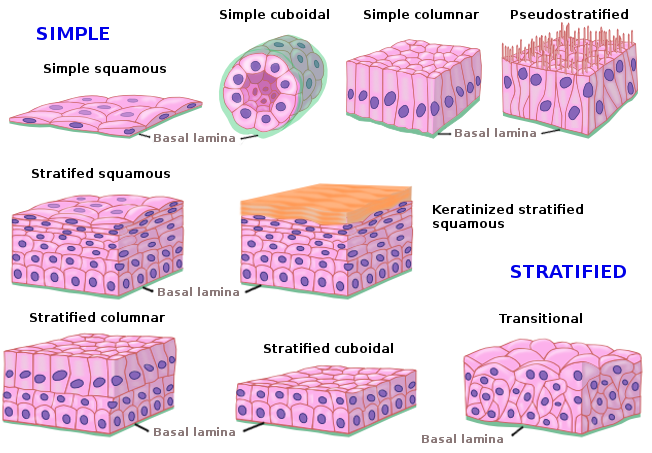 Simple cuboidal
Simple columnar
Pseudostratified
SIMPLE
Simple squamous
Basal lamina
Basal lamina
Stratifed squamous
Keratinized stratified
squamous
STRATIFIED
Basal lamina
Stratified columnar
Transitional
Stratified cuboidal
Basal lamina
Basal lamina